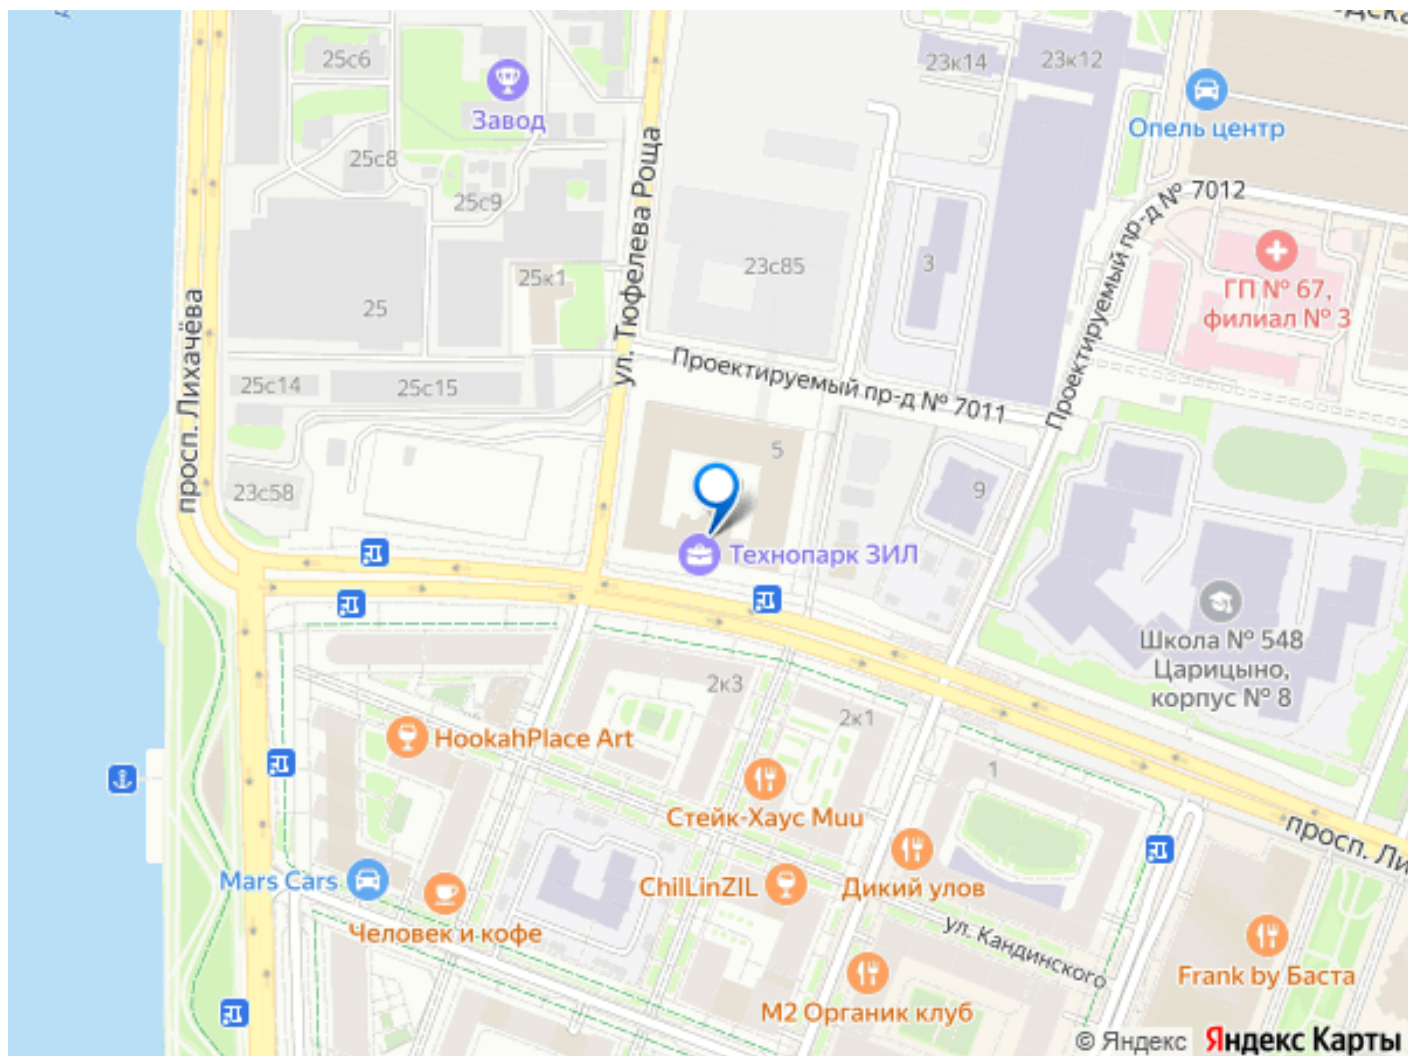 25с6
Завод
23к14
23к12
Опель центр
25с8
25с9
ул. Тюфелева Роща
Проектируемый пр-д № 7012
3
23с85
25к1
25
ГП № 67,
филиал № 3
просп. Лихачёва
Проектируемый пр-д № 7011
25с14
25с15
5
23с58
9
Технопарк ЗИЛ
Школа № 548
Царицыно,
корпус № 8
2к3
2к1
HookahPlace Art
1
Стейк-Хаус Muu
просп. Ли
Mars Cars
ChilLinZIL
Дикий улов
Человек и кофе
ул. Кандинского
Frank by Баста
М2 Органик клуб
© Яндекс Яндекс Карты